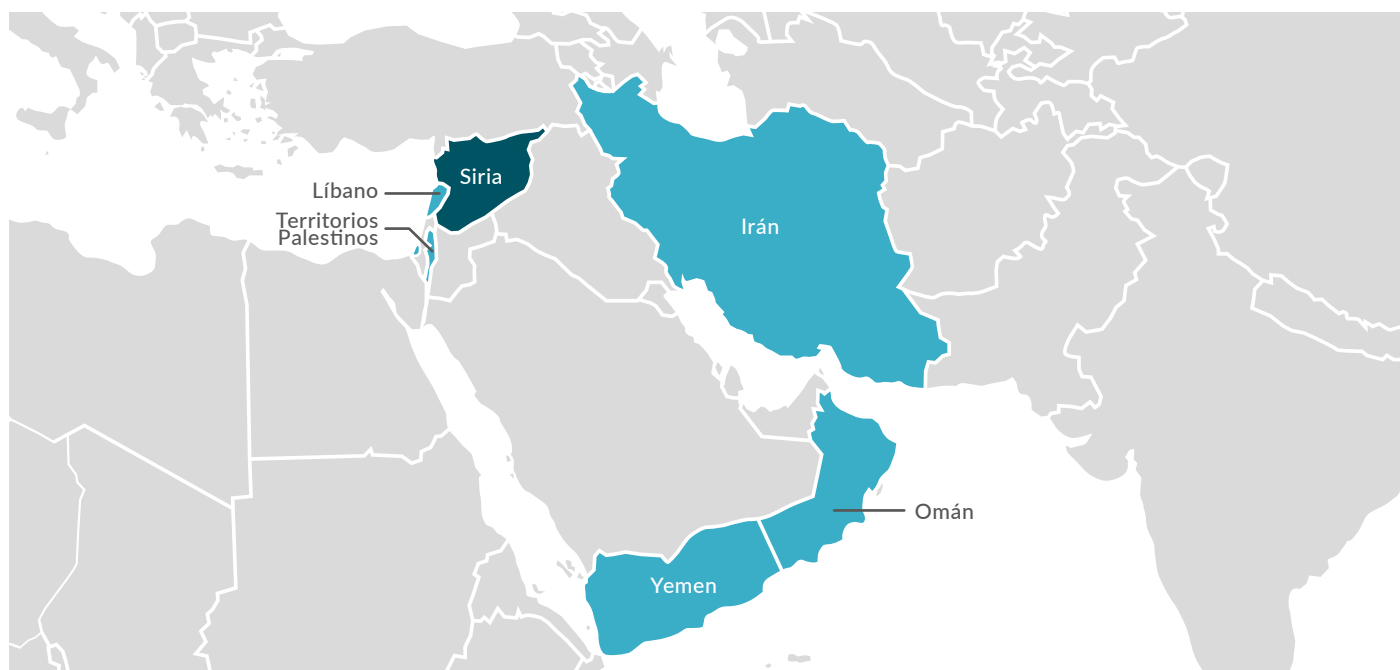 Siria
Líbano
Territorios
Palestinos
Irán
Omán
Yemen